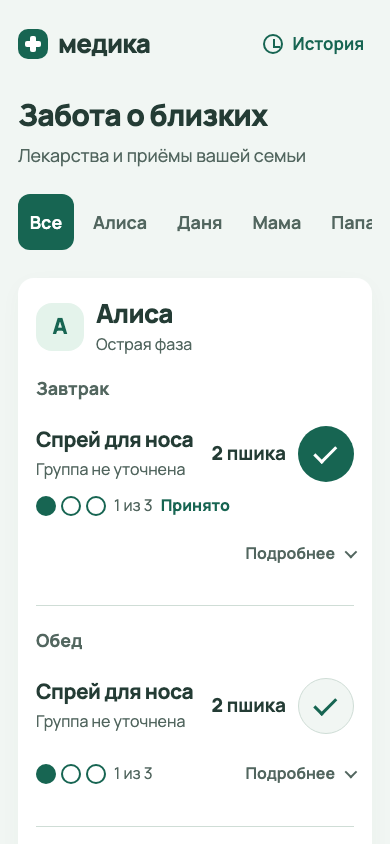 медика
История
Забота о близких
Лекарства и приёмы вашей семьи
Все Алиса Даня Мама Папа
А
Алиса
Острая фаза
Завтрак
Спрей для носа
Группа не уточнена
2 пшика
1 из 3 Принято
Подробнее
Обед
Спрей для носа
Группа не уточнена
2 пшика
1 из 3
Подробнее